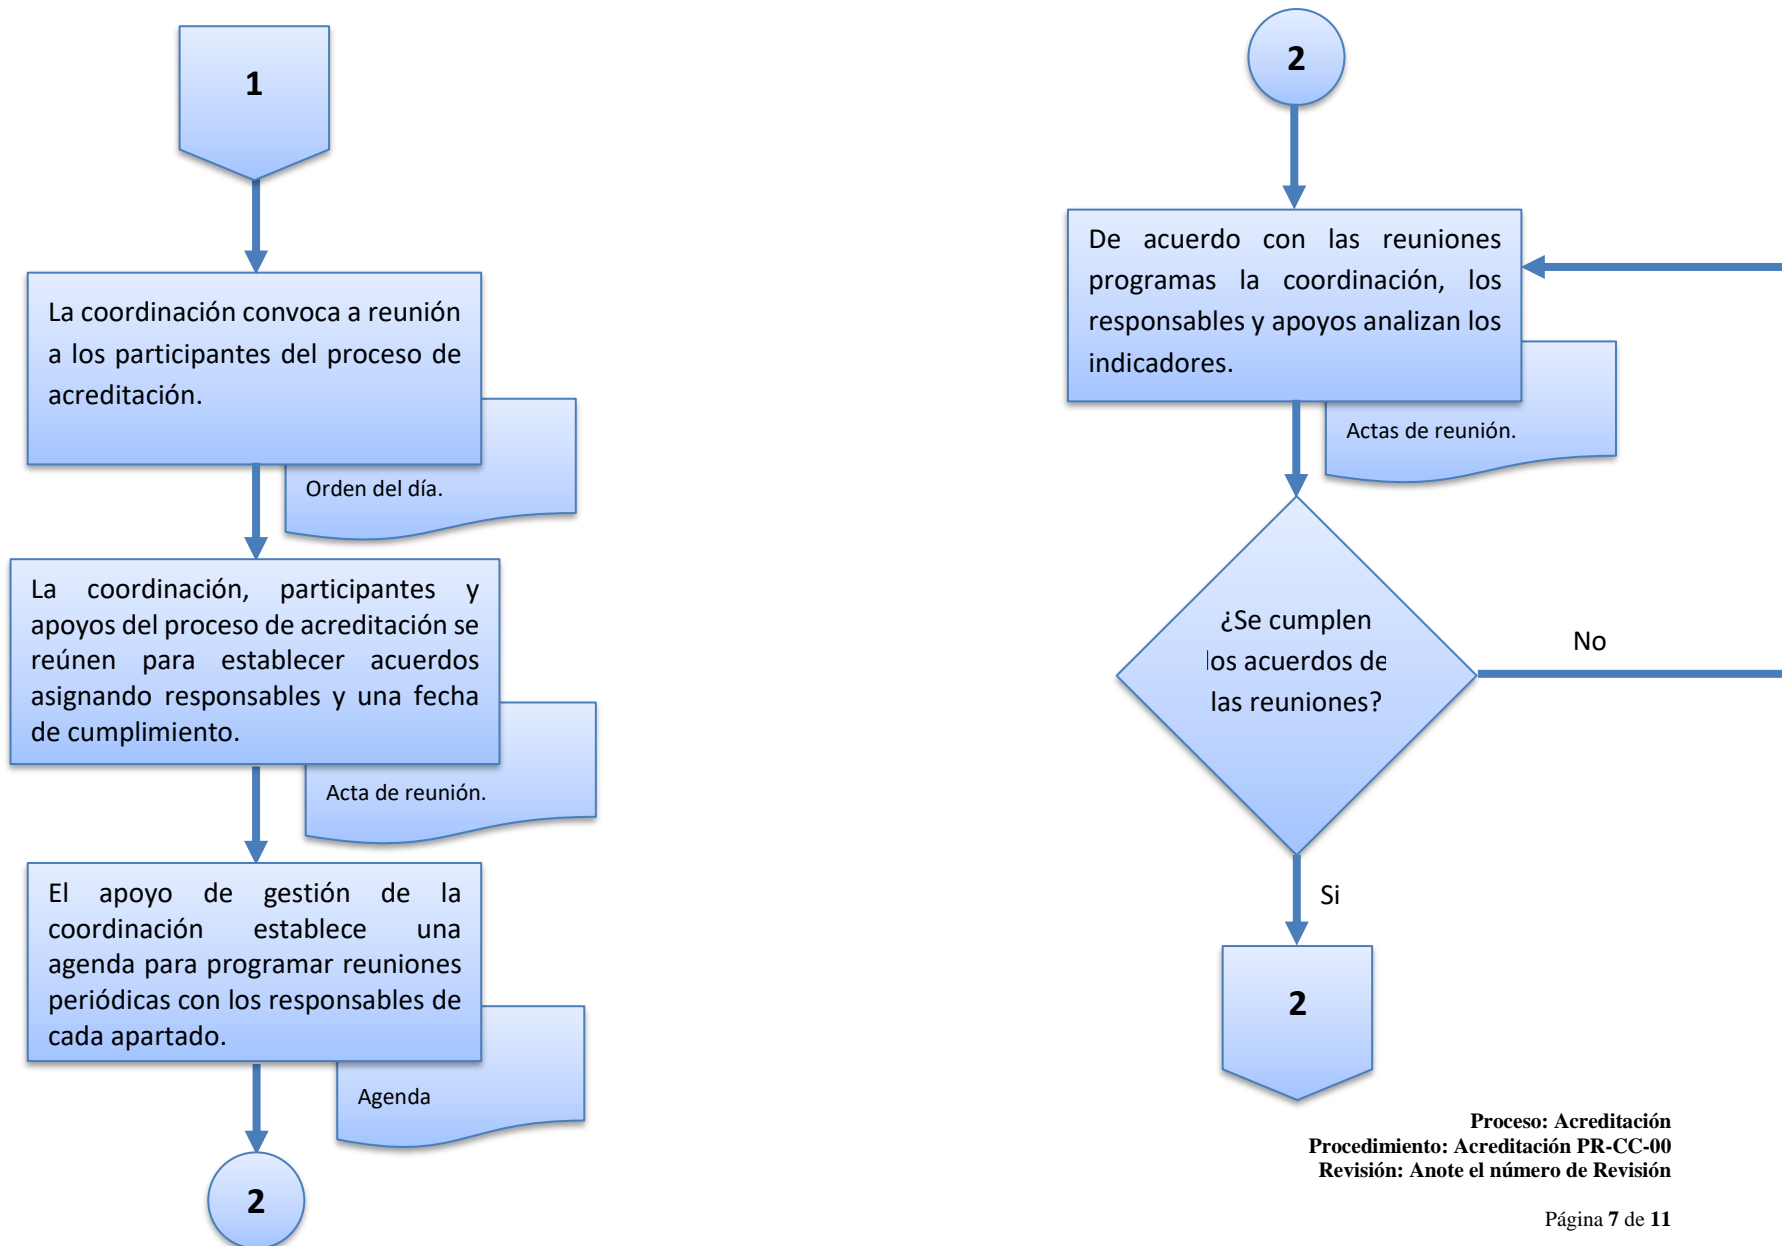 1
La coordinación convoca a reunión
a los participantes del proceso de
acreditación.
Orden del día.
La coordinación, participantes y
apoyos del proceso de acreditación se
reúnen para establecer acuerdos
asignando responsables y una fecha
de cumplimiento.
Acta de reunión.
El apoyo de gestión de la
coordinación establece una
agenda para programar reuniones
periódicas con los responsables de
cada apartado.
Agenda
2
2
De acuerdo con las reuniones
programas la coordinación, los
responsables y apoyos analizan los
indicadores.
Actas de reunión.
¿Se cumplen
los acuerdos de
las reuniones?
No
Si
2
Proceso: Acreditación
Procedimiento: Acreditación PR-CC-00
Revisión: Anote el número de Revisión
Página 7 de 11